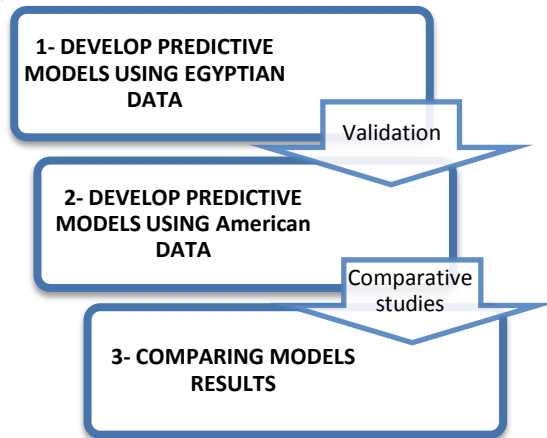 1- DEVELOP PREDICTIVE
MODELS USING EGYPTIAN
DATA
Validation
2- DEVELOP PREDICTIVE
MODELS USING American
DATA
Comparative
studies
3- COMPARING MODELS
RESULTS